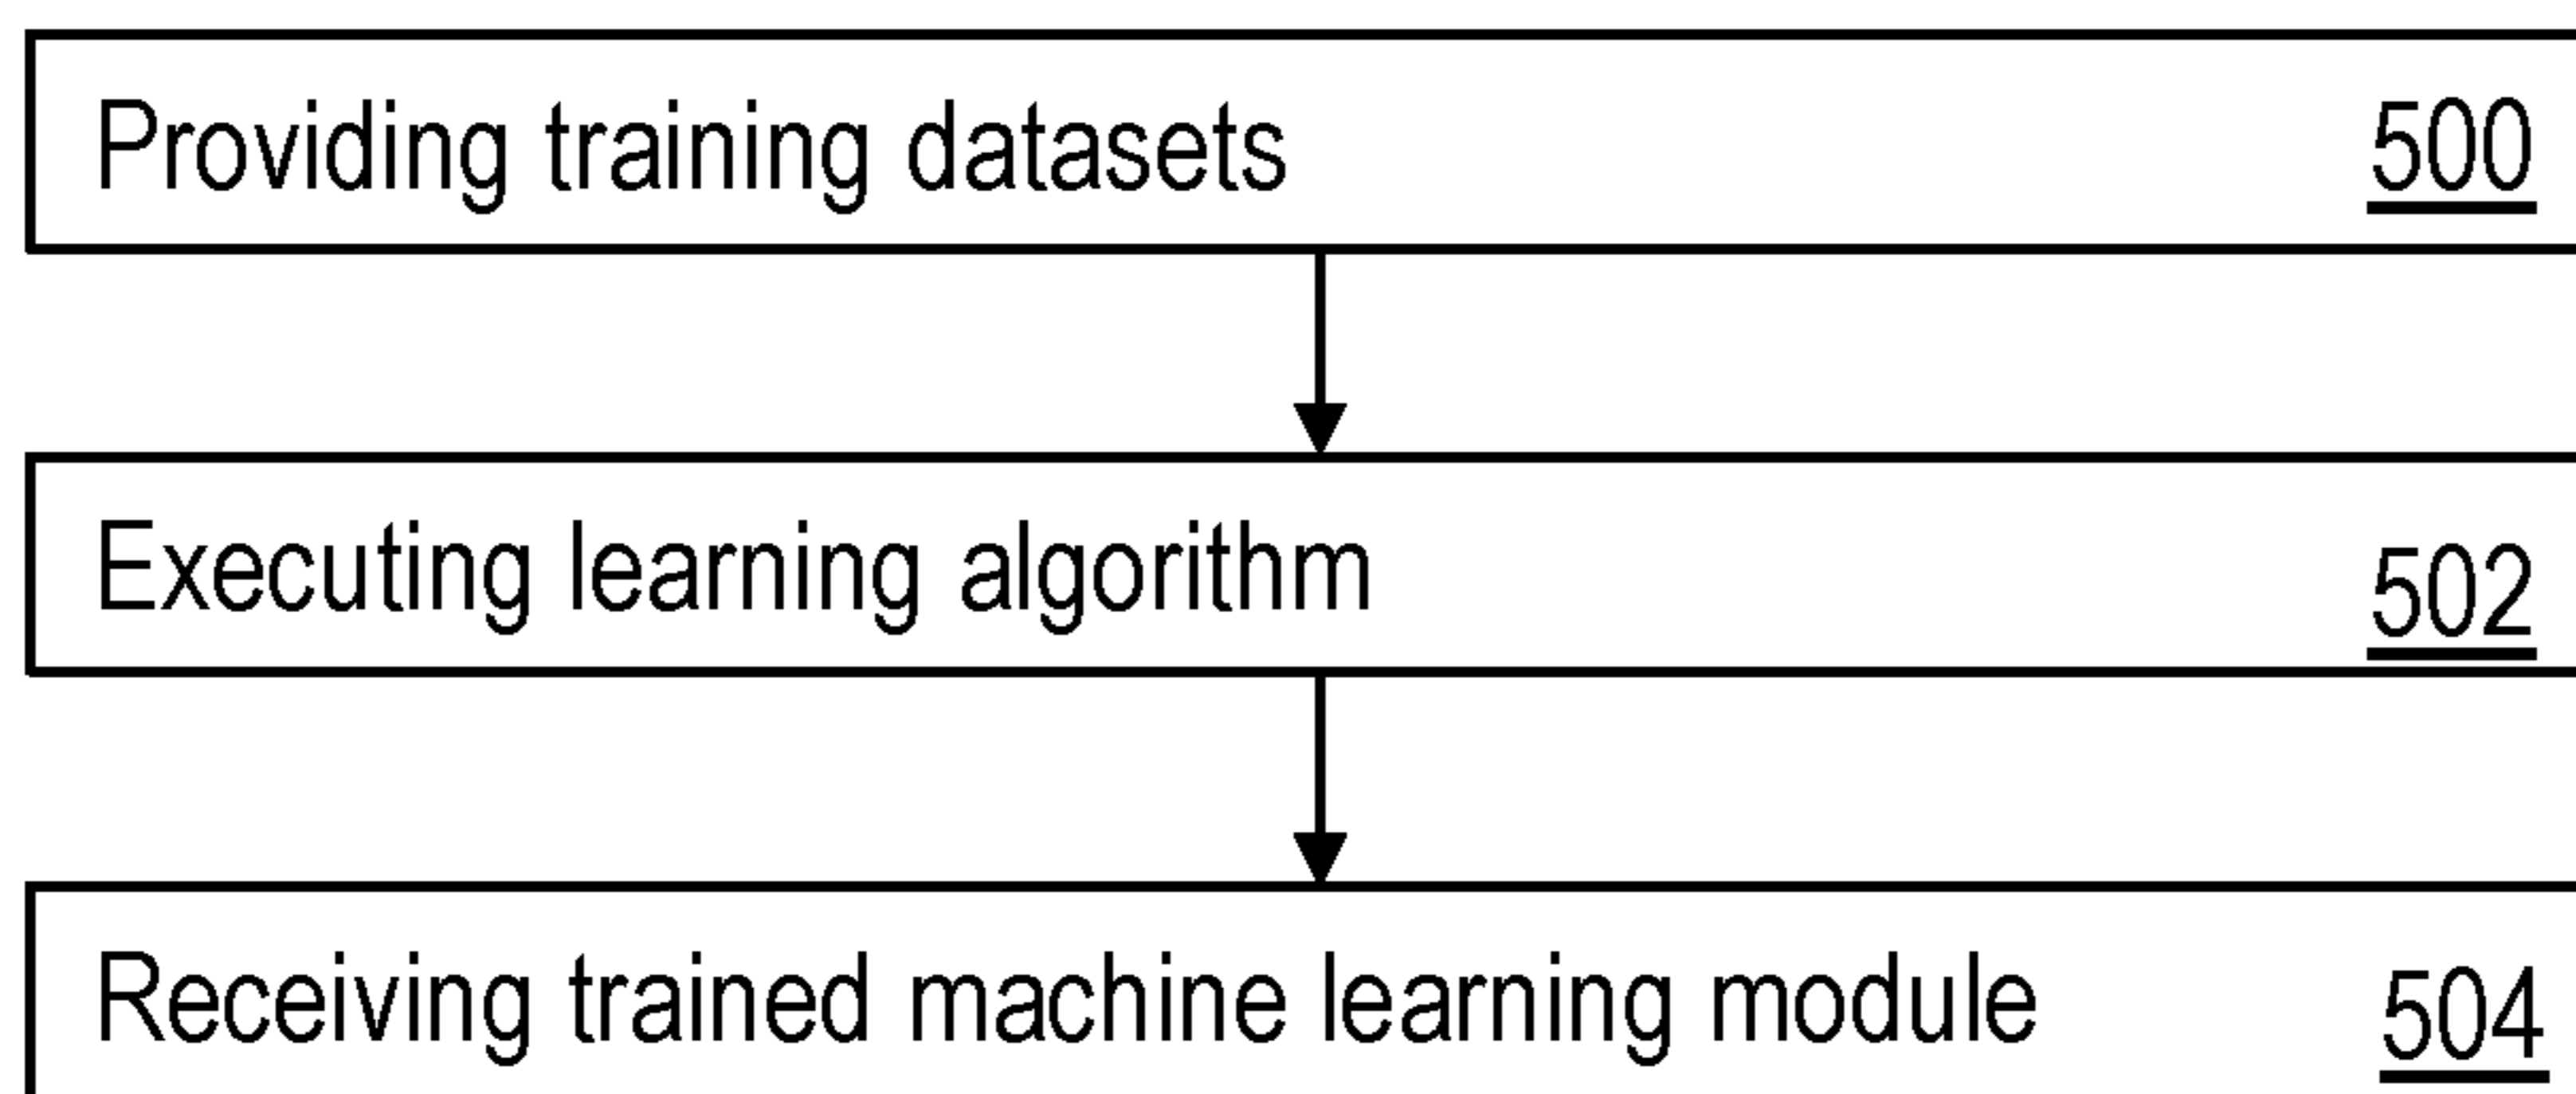 Providing training datasets 500
Executing learning algorithm 502
Receiving trained machine learning module 504